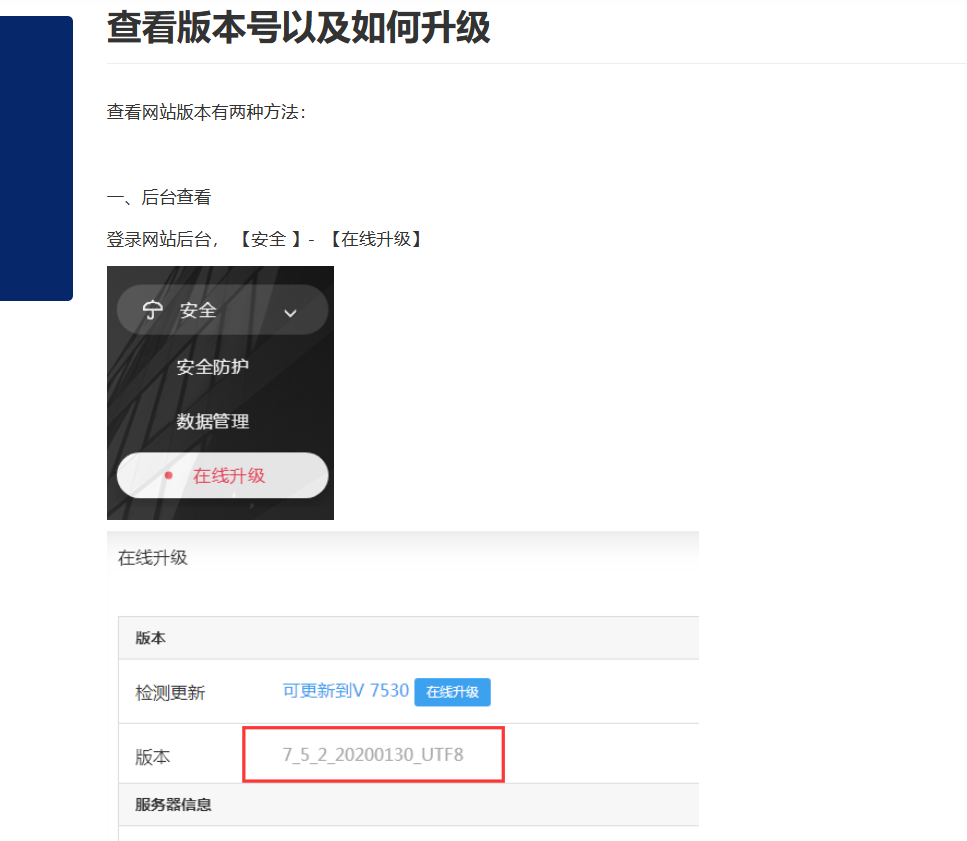 查看版本号以及如何升级
查看网站版本有两种方法：
一、后台查看
登录网站后台， 【安全 】- 【在线升级】
安全
安全防护
数据管理
在线升级
在线升级
版本
检测更新 可更新到V 7530 在线升级
版本 7_5_2_20200130_UTF8
服务器信息